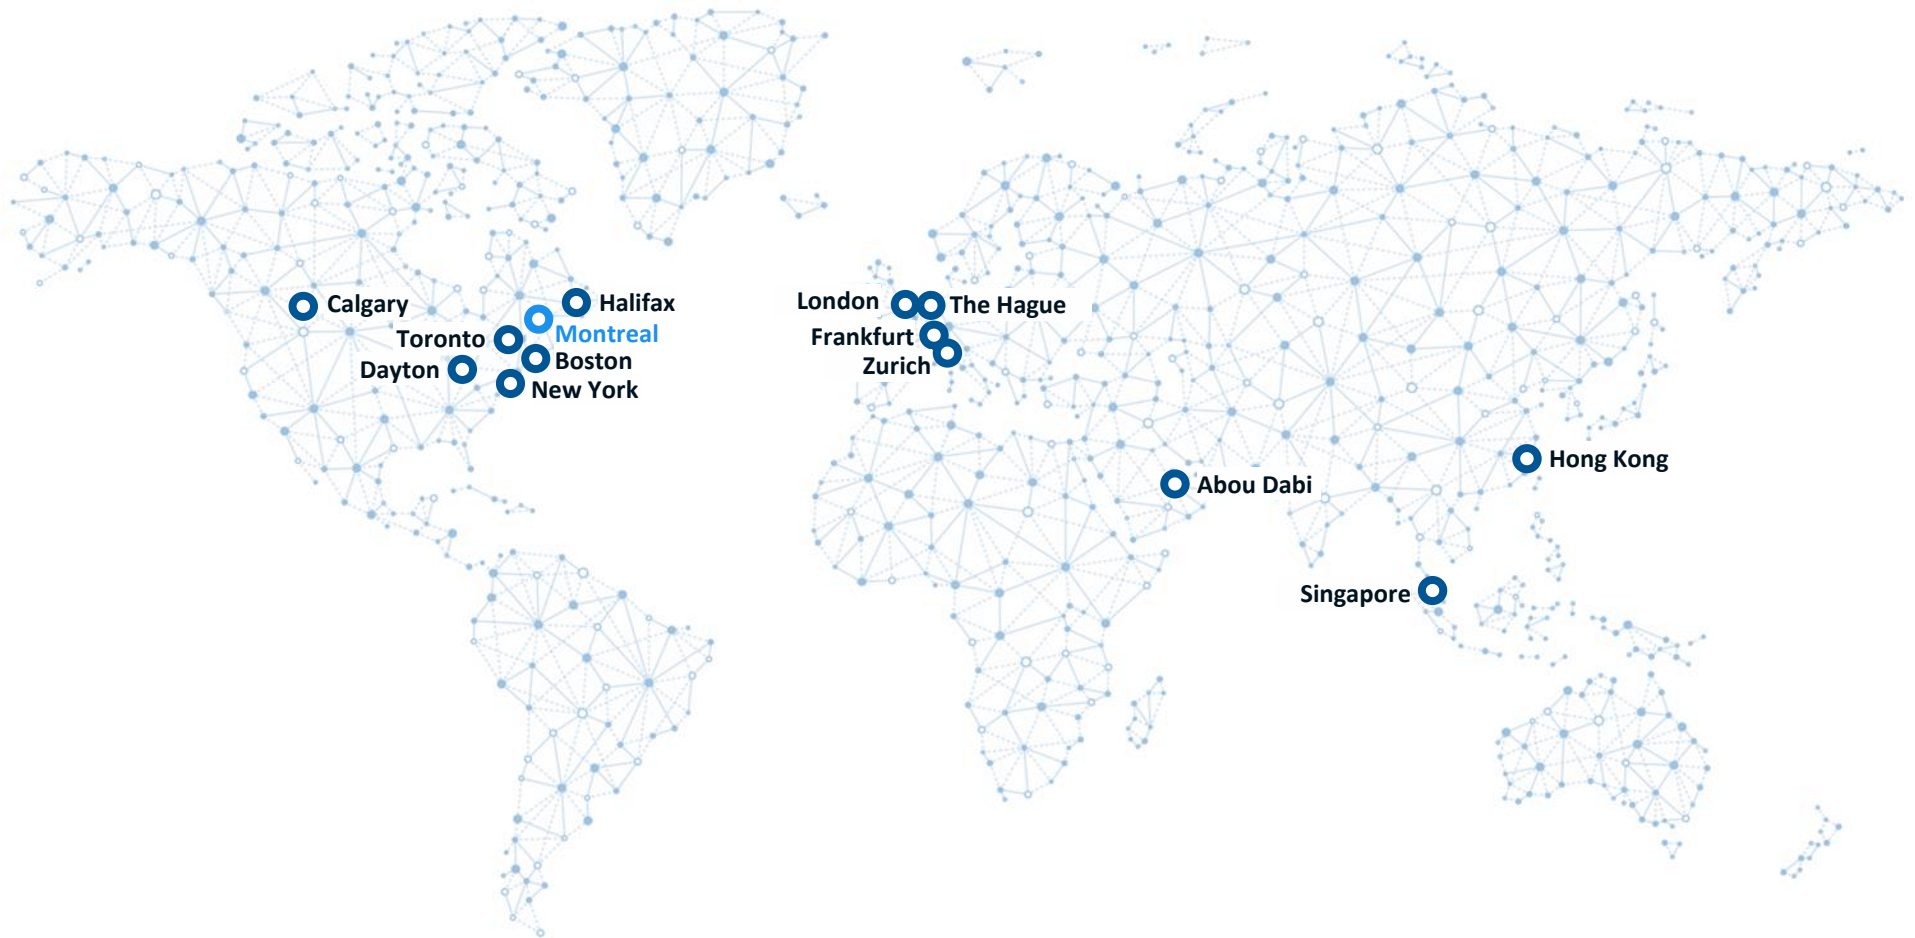 Calgary
Halifax
Montreal
Toronto
Boston
Dayton
New York
London
The Hague
Frankfurt
Zurich
Abou Dabi
Hong Kong
Singapore